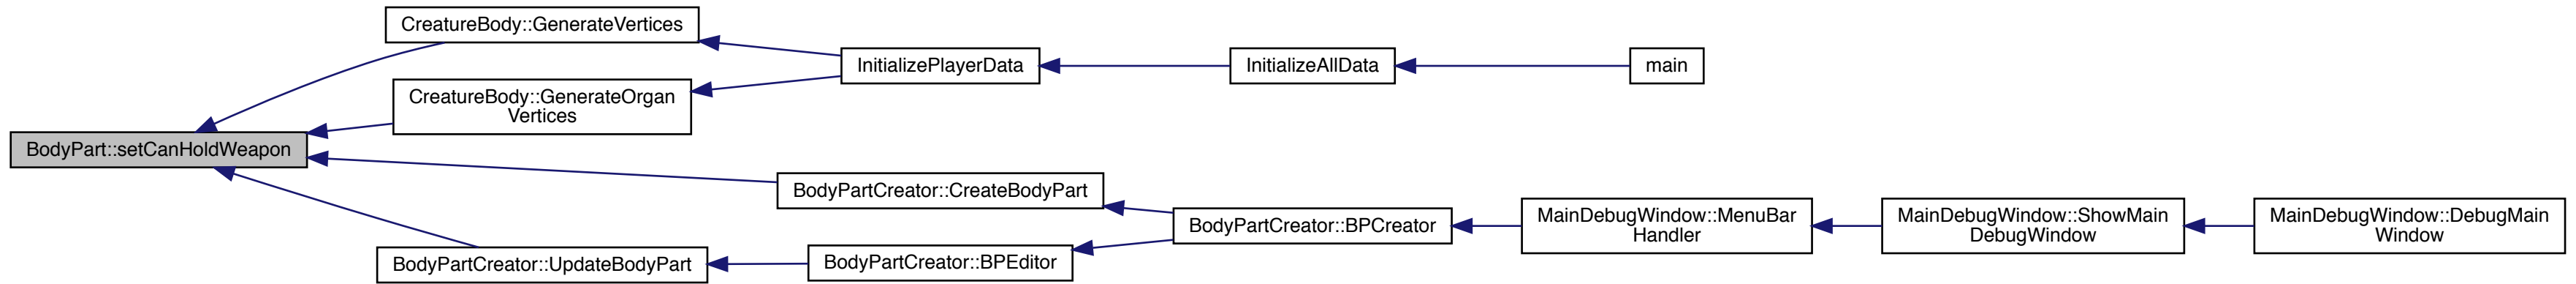 CreatureBody::GenerateVertices
InitializePlayerData
InitializeAllData
main
CreatureBody::GenerateOrgan
Vertices
BodyPart::setCanHoldWeapon
BodyPartCreator::CreateBodyPart
BodyPartCreator::BPCreator
MainDebugWindow::MenuBar
Handler
MainDebugWindow::ShowMain
DebugWindow
MainDebugWindow::DebugMain
Window
BodyPartCreator::UpdateBodyPart
BodyPartCreator::BPEditor